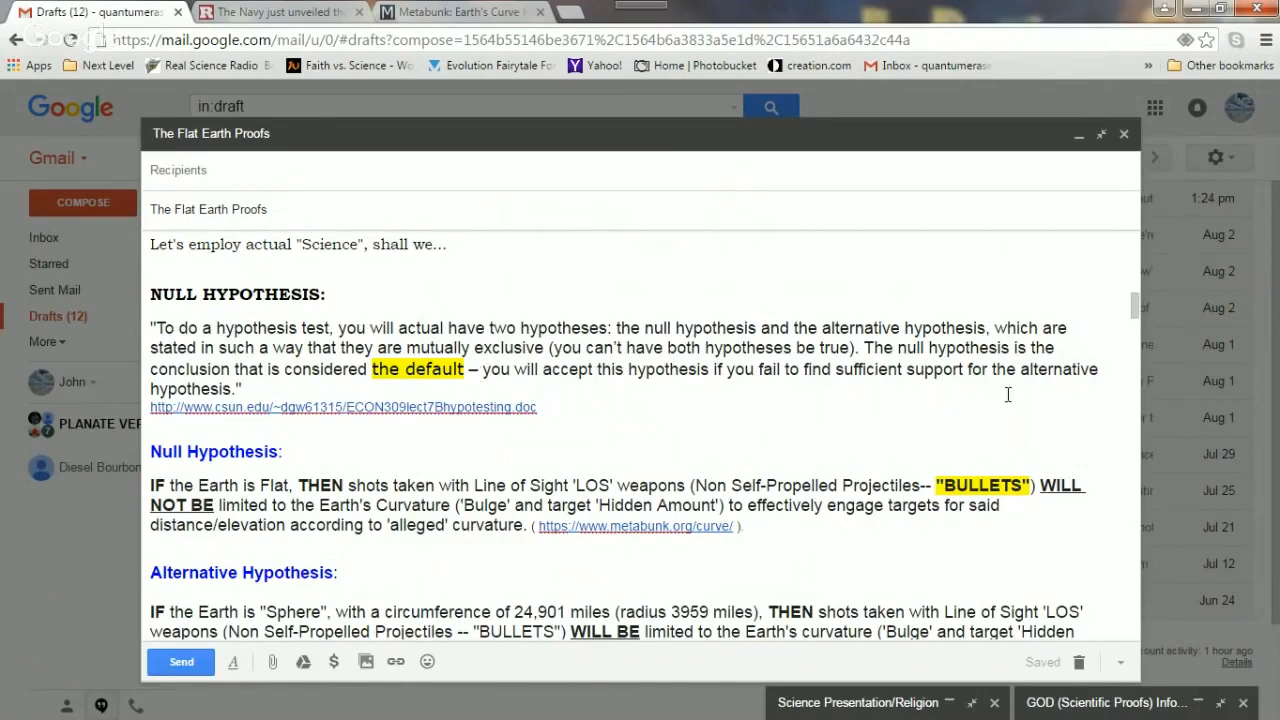 Drafts (12) - quantumeras
The Navy just unveiled the
Metabunk: Earth's Curve
https://mail.google.com/mail/u/0/#drafts?compose=1564b55146be3671%2C1564b6a3833a5e1d%2C15651a6a6432c44a
Apps Next Level Real Science Radio Faith vs. Science - Wo Evolution Fairytale For Yahoo! Home | Photobucket creation.com Inbox - quantumerase » Other bookmarks
Google
in:draft
The Flat Earth Proofs
Gmail
Recipients
COMPOSE
1:24 pm
The Flat Earth Proofs
Inbox
Aug 2
Let's employ actual "Science", shall we...
Starred
Aug 2
Sent Mail
NULL HYPOTHESIS:
Aug 2
Drafts (12)
"To do a hypothesis test, you will actual have two hypotheses: the null hypothesis and the alternative hypothesis, which are
More
Aug 1
stated in such a way that they are mutually exclusive (you can't have both hypotheses be true). The null hypothesis is the
conclusion that is considered the default – you will accept this hypothesis if you fail to find sufficient support for the alternative
John
Aug 1
hypothesis."
http://www.csun.edu/~dgw61315/ECON309lect7Bhypotesting.doc
PLANATE VER
Aug 1
Null Hypothesis:
Jul 29
Diesel Bourbon
IF the Earth is Flat, THEN shots taken with Line of Sight 'LOS' weapons (Non Self-Propelled Projectiles-- "BULLETS") WILL
Jul 25
NOT BE limited to the Earth's Curvature ('Bulge' and target 'Hidden Amount') to effectively engage targets for said
distance/elevation according to 'alleged' curvature. ( https://www.metabunk.org/curve/ ).
Jul 21
Alternative Hypothesis:
Jul 12
IF the Earth is "Sphere", with a circumference of 24,901 miles (radius 3959 miles), THEN shots taken with Line of Sight 'LOS'
Jun 24
weapons (Non Self-Propelled Projectiles -- "BULLETS") WILL BE limited to the Earth's curvature ('Bulge' and target 'Hidden
Send
Saved
count activity: 1 hour ago
Details
Science Presentation/Religion
GOD (Scientific Proofs) Info...